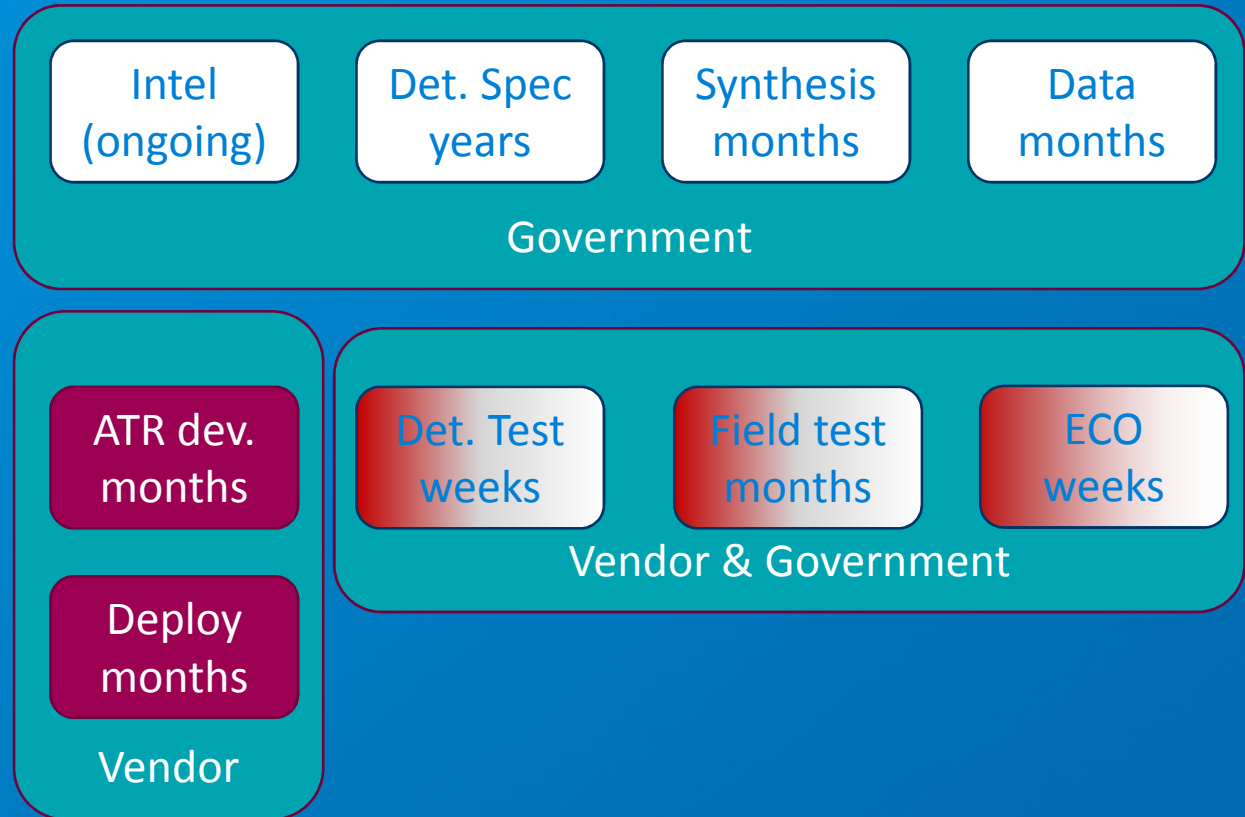 Intel
(ongoing)
Det. Spec
years
Synthesis
months
Data
months
Government
ATR dev.
months
Det. Test
weeks
Field test
months
ECO
weeks
Vendor & Government
Deploy
months
Vendor